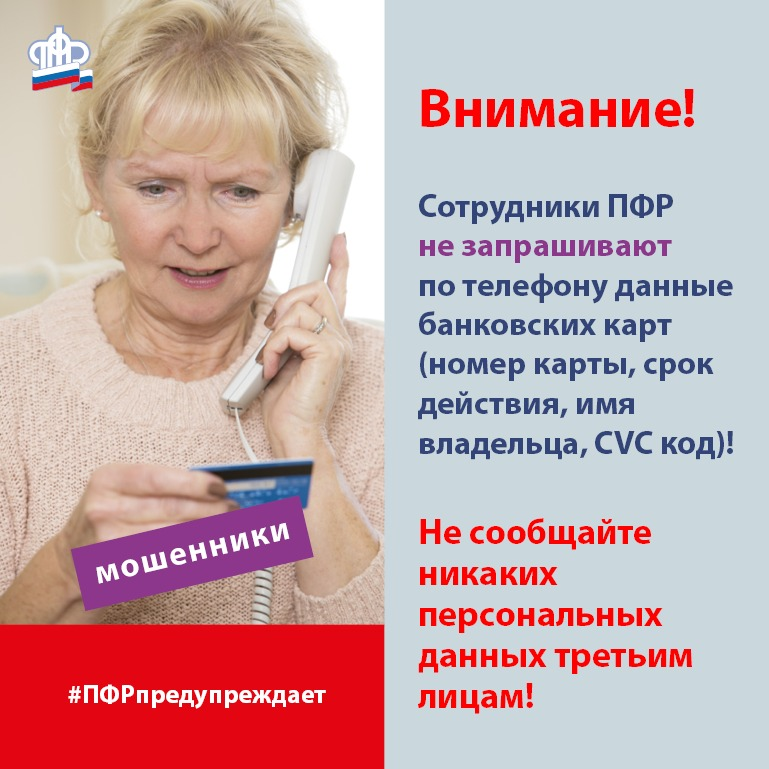 Внимание!
Сотрудники ПФР
не запрашивают
по телефону данные
банковских карт
(номер карты, срок
действия, имя
владельца, CVC код)!
Не сообщайте
никаких
персональных
данных третьим
лицам!
мошенники
#ПФРпредупреждает